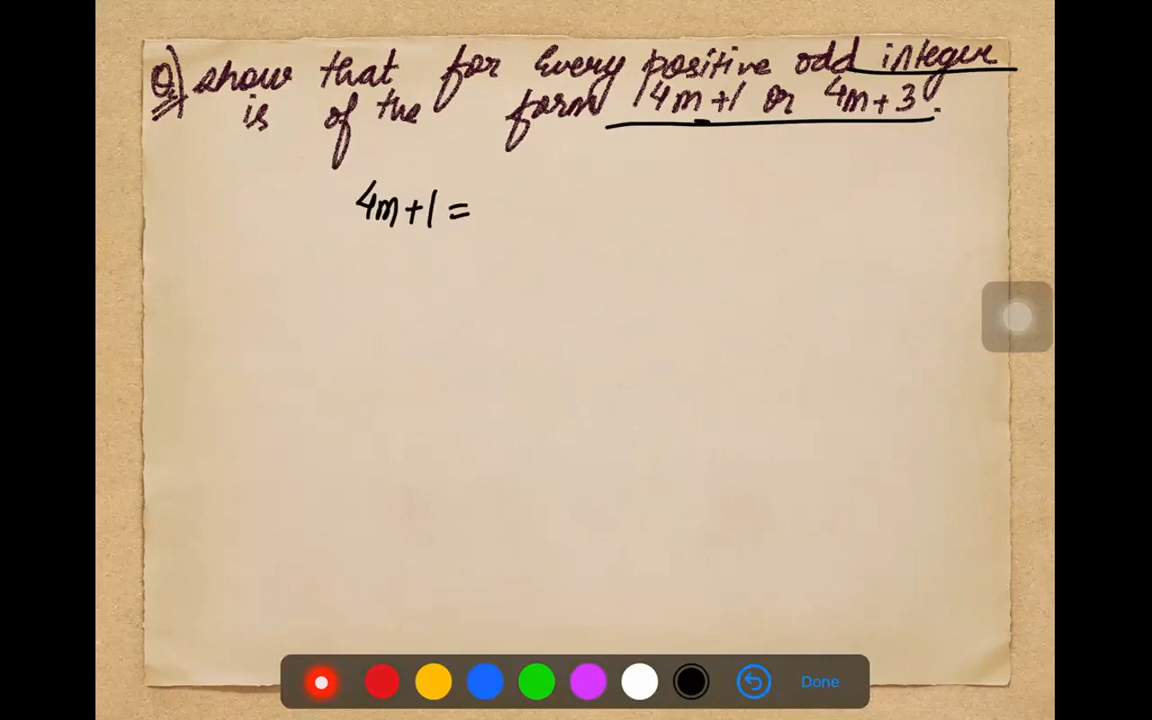 Q.) show that for Every positive odd integer
is of the form 4m+1 or 4m+3.
4m+1=
Done